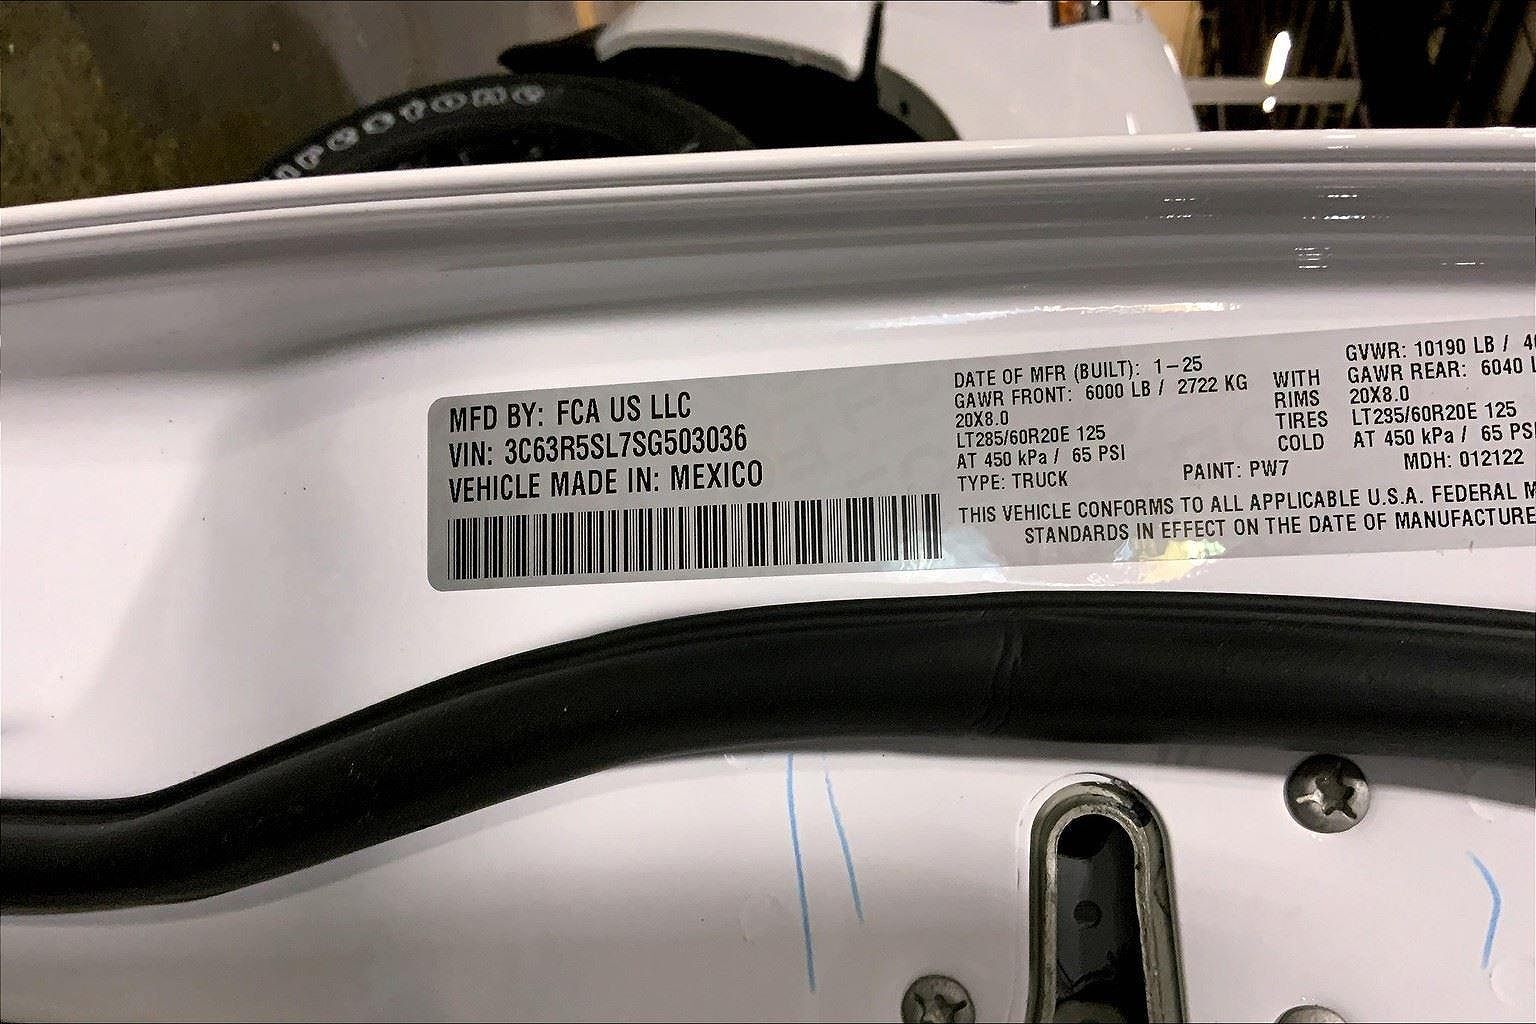 MFD BY: FCA US LLC
VIN: 3C63R5SL7SG503036
VEHICLE MADE IN: MEXICO
DATE OF MFR (BUILT): 1-25
GAWR FRONT: 6000 LB / 2722 KG
20X8.0
LT285/60R20E 125
AT 450 kPa / 65 PSI
TYPE: TRUCK
WITH
RIMS
TIRES
COLD
GVWR: 10190 LB /
GAWR REAR: 6040
20X8.0
LT285/60R20E 125
AT 450 kPa / 65 PSI
PAINT: PW7
MDH: 012122
THIS VEHICLE CONFORMS TO ALL APPLICABLE U.S.A. FEDERAL
STANDARDS IN EFFECT ON THE DATE OF MANUFACTURE